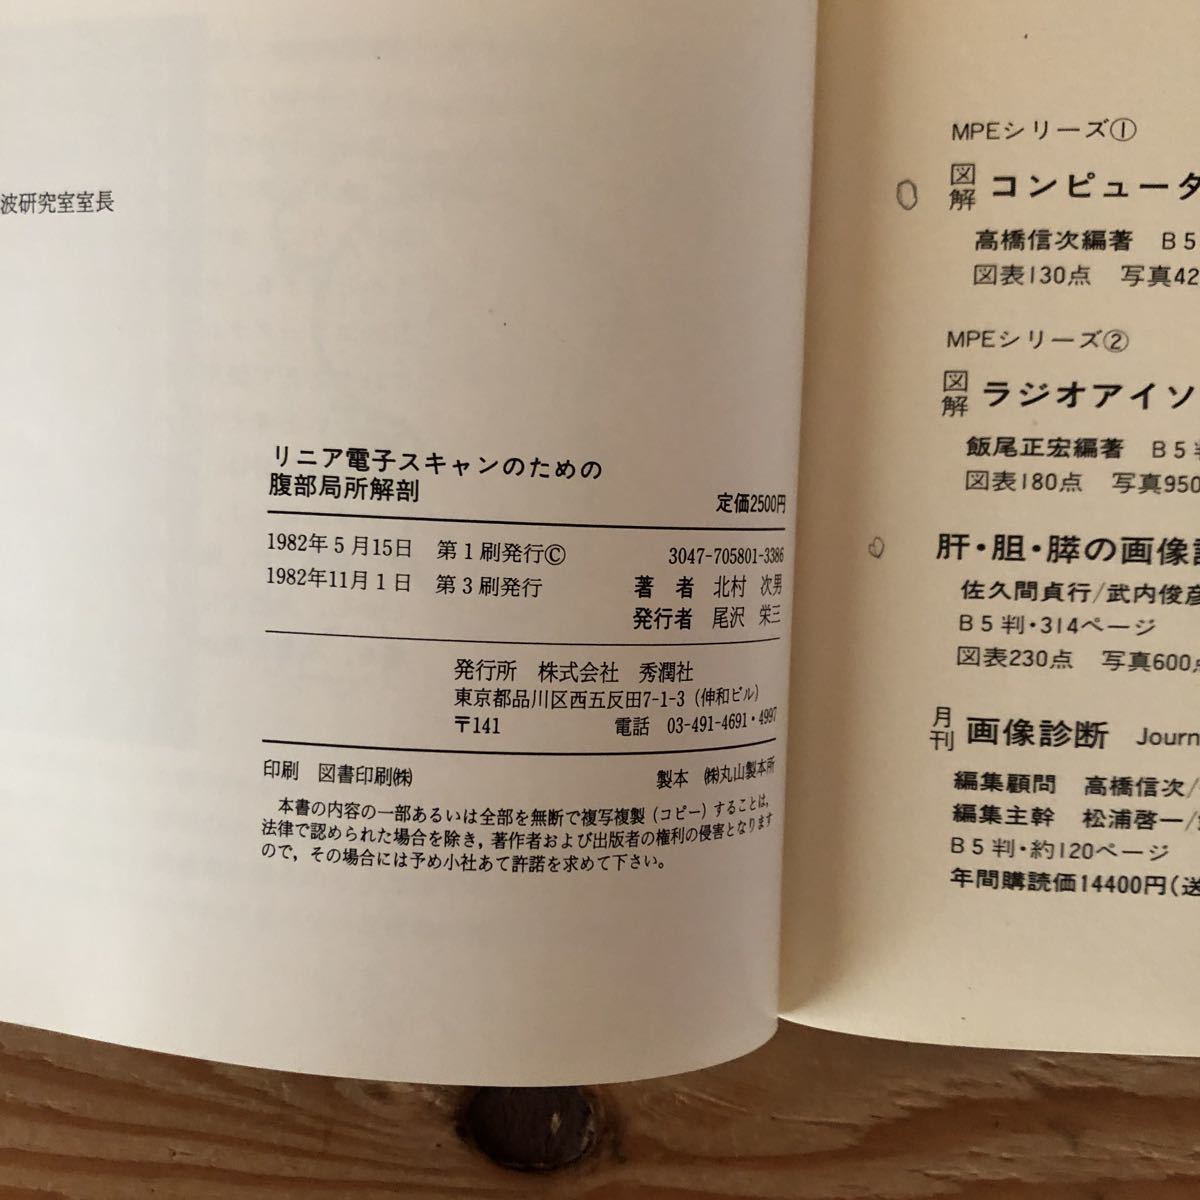 波研究室室長
リニア電子スキャンのための
腹部局所解剖
定価2500円
1982年5月15日 第1刷発行©
3047-705801-3386
1982年11月1日 第3刷発行
著 者 北村 次男
発行者 尾沢 栄三
発行所 株式会社 秀潤社
東京都品川区西五反田7-1-3(伸和ビル)
〒141 電話 03-491-4691・4997
印刷 図書印刷㈱ 製本 ㈱丸山製本所
本書の内容の一部あるいは全部を無断で複写複製(コピー)することは,
法律で認められた場合を除き,著作者および出版者の権利の侵害となります
ので,その場合には予め小社あて許諾を求めて下さい。
MPEシリーズ①
図解 コンピュータ
高橋信次編著 B5
図表130点 写真42
MPEシリーズ②
図解 ラジオアイソ
飯尾正宏編著 B5判
図表180点 写真950
肝・胆・膵の画像診
佐久間貞行/武内俊彦
B5判・314ページ
図表230点 写真600点
月刊 画像診断 Journ
編集顧問 高橋信次/
編集主幹 松浦啓一/
B5判・約120ページ
年間購読価14400円(送